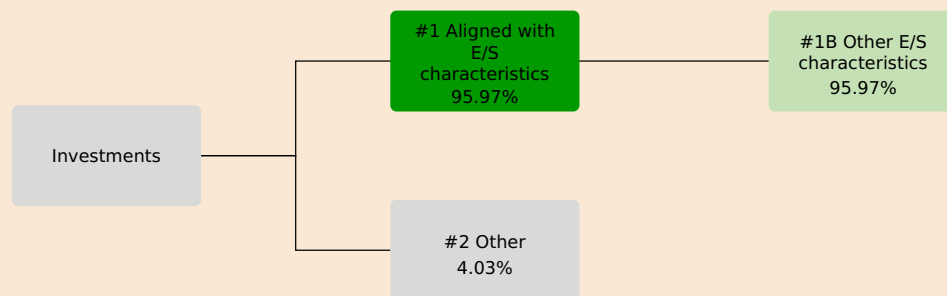 #1 Aligned with
E/S
characteristics
95.97%
#1B Other E/S
characteristics
95.97%
Investments
#2 Other
4.03%